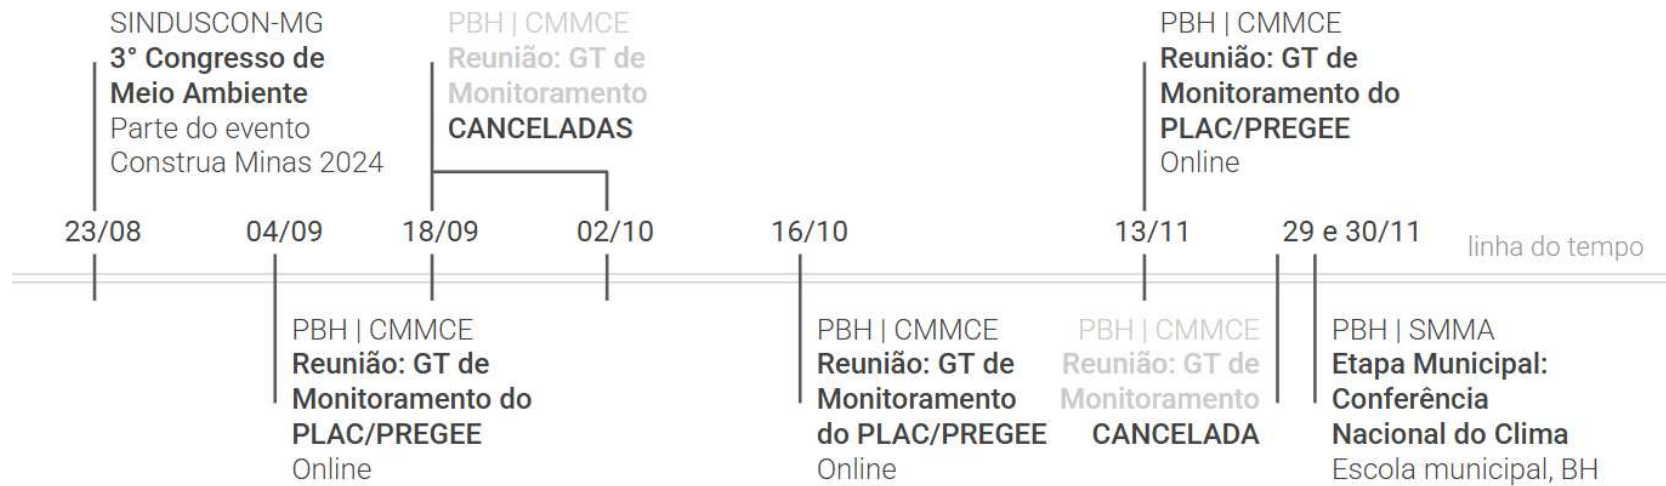 SINDUSCON-MG
3° Congresso de
Meio Ambiente
Parte do evento
Construa Minas 2024
PBH | CMMCE
Reunião: GT de
Monitoramento
CANCELADAS
PBH | CMMCE
Reunião: GT de
Monitoramento do
PLAC/PREGEE
Online
23/08
04/09
18/09
02/10
16/10
13/11
29 e 30/11
linha do tempo
PBH | CMMCE
Reunião: GT de
Monitoramento do
PLAC/PREGEE
Online
PBH | CMMCE
Reunião: GT de
Monitoramento
do PLAC/PREGEE
Online
PBH | CMMCE
Reunião: GT de
Monitoramento
CANCELADA
PBH | SMMA
Etapa Municipal:
Conferência
Nacional do Clima
Escola municipal, BH